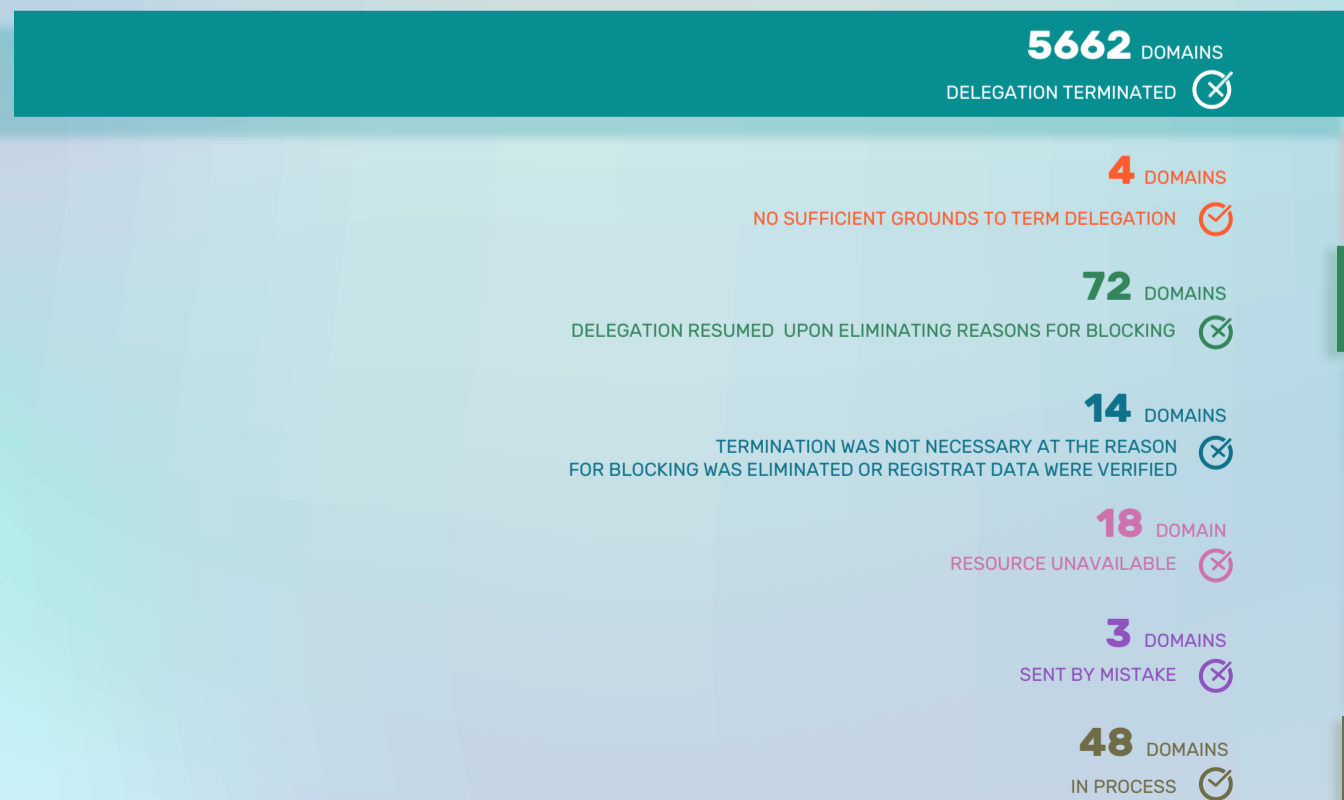 5662 DOMAINS
DELEGATION TERMINATED
4 DOMAINS
NO SUFFICIENT GROUNDS TO TERM DELEGATION
72 DOMAINS
DELEGATION RESUMED UPON ELIMINATING REASONS FOR BLOCKING
14 DOMAINS
TERMINATION WAS NOT NECESSARY AT THE REASON
FOR BLOCKING WAS ELIMINATED OR REGISTRAT DATA WERE VERIFIED
18 DOMAIN
RESOURCE UNAVAILABLE
3 DOMAINS
SENT BY MISTAKE
48 DOMAINS
IN PROCESS